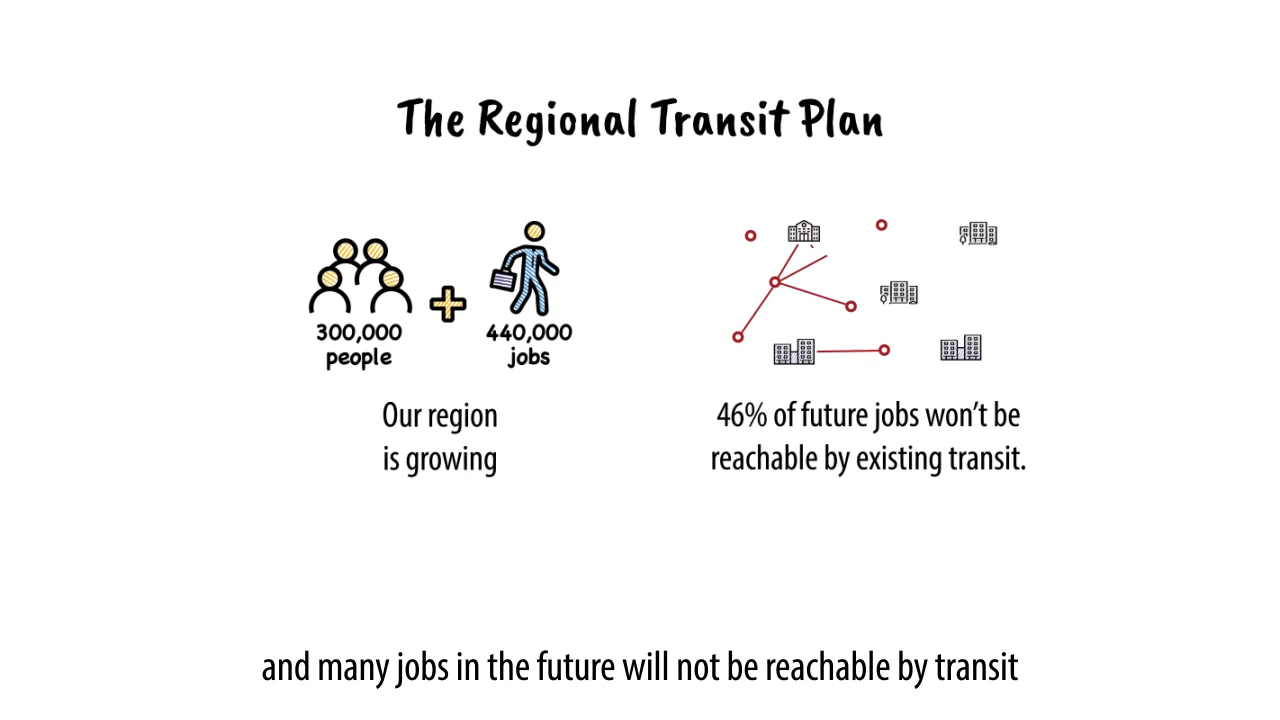 The Regional Transit Plan
300,000
people
440,000
jobs
Our region
is growing
46% of future jobs won't be
reachable by existing transit.
and many jobs in the future will not be reachable by transit